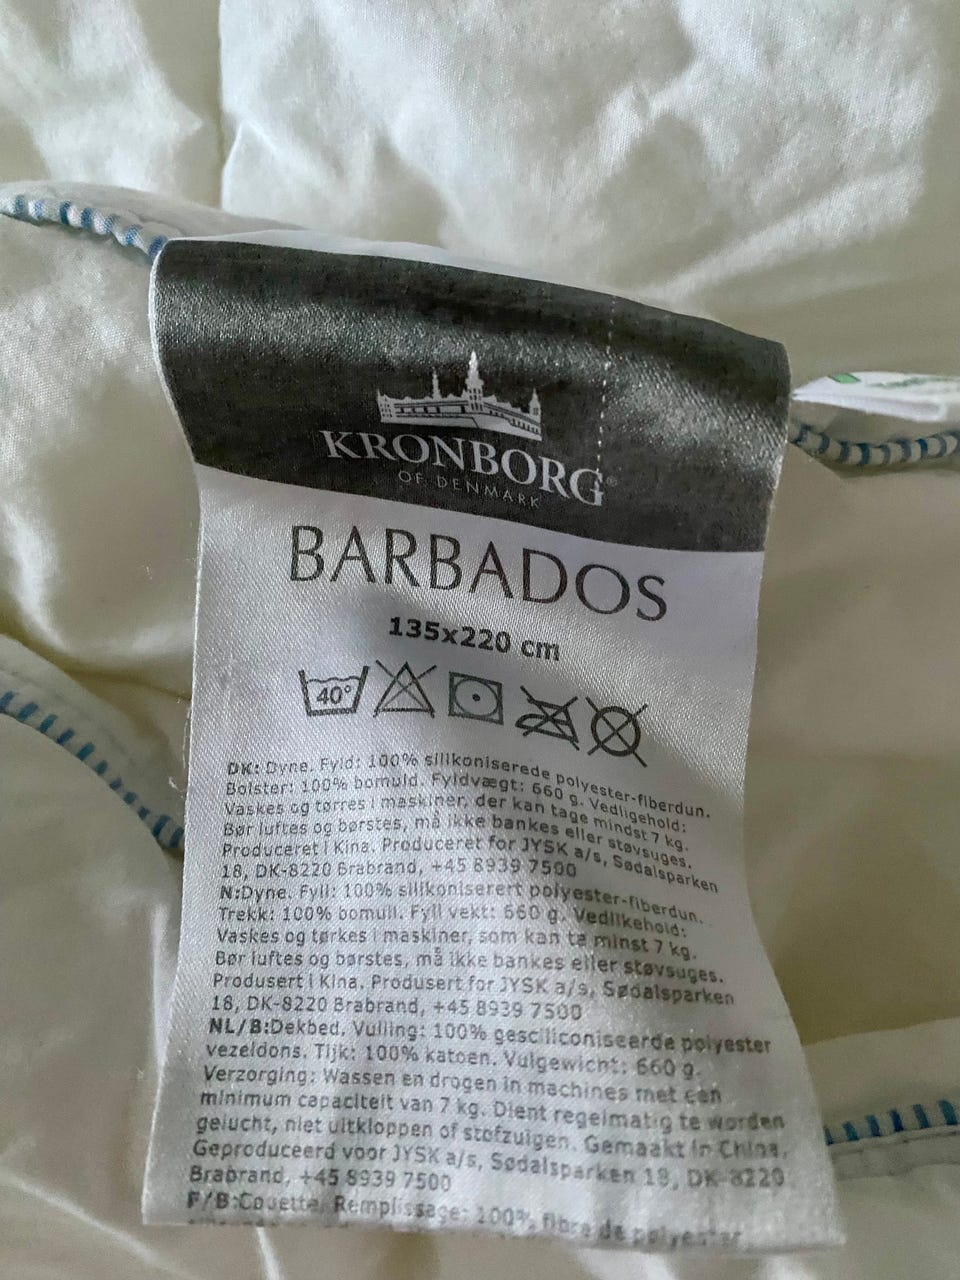 KRONBORG®
OF DENMARK
BARBADOS
135x220 cm
40°
DK: Dyne. Fyld: 100% silikoniserede polyester-fiberdun.
Bolster: 100% bomuld. Fyldvægt: 660 g. Vedligehold:
Vaskes og tørres i maskiner, der kan tage mindst 7 kg.
Bør luftes og børstes, må ikke bankes eller støvsuges.
Produceret i Kina. Produceret for JYSK a/s, Sødalsparken
18, DK-8220 Brabrand, +45 8939 7500
N:Dyne. Fyll: 100% silikoniserert polyester-fiberdun.
Trekk: 100% bomull. Fyll vekt: 660 g. Vedlikehold:
Vaskes og tørkes i maskiner, som kan ta minst 7 kg.
Bør luftes og børstes, må ikke bankes eller støvsuges.
Produsert i Kina. Produsert for JYSK a/s, Sødalsparken
18, DK-8220 Brabrand, +45 8939 7500
NL/B:Dekbed. Vulling: 100% gesciliconiseerde polyester
vezeldons. Tijk: 100% katoen. Vulgewicht: 660 g.
Verzorging: Wassen en drogen in machines met een
minimum capaciteit van 7 kg. Dient regelmatig te worden
gelucht, niet uitkloppen of stofzuigen. Gemaakt in China.
Geproduceerd voor JYSK a/s, Sødalsparken 18, DK-8220
Brabrand, +45 8939 7500
F/B:Couette. Remplissage: 100% fibre de polyester